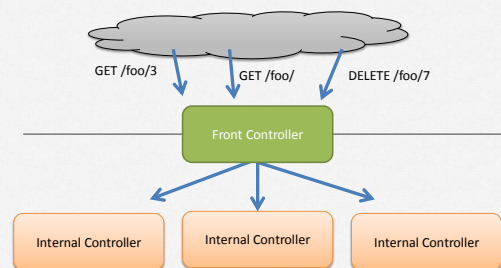 GET /foo/3
GET /foo/
DELETE /foo/7
Front Controller
Internal Controller
Internal Controller
Internal Controller